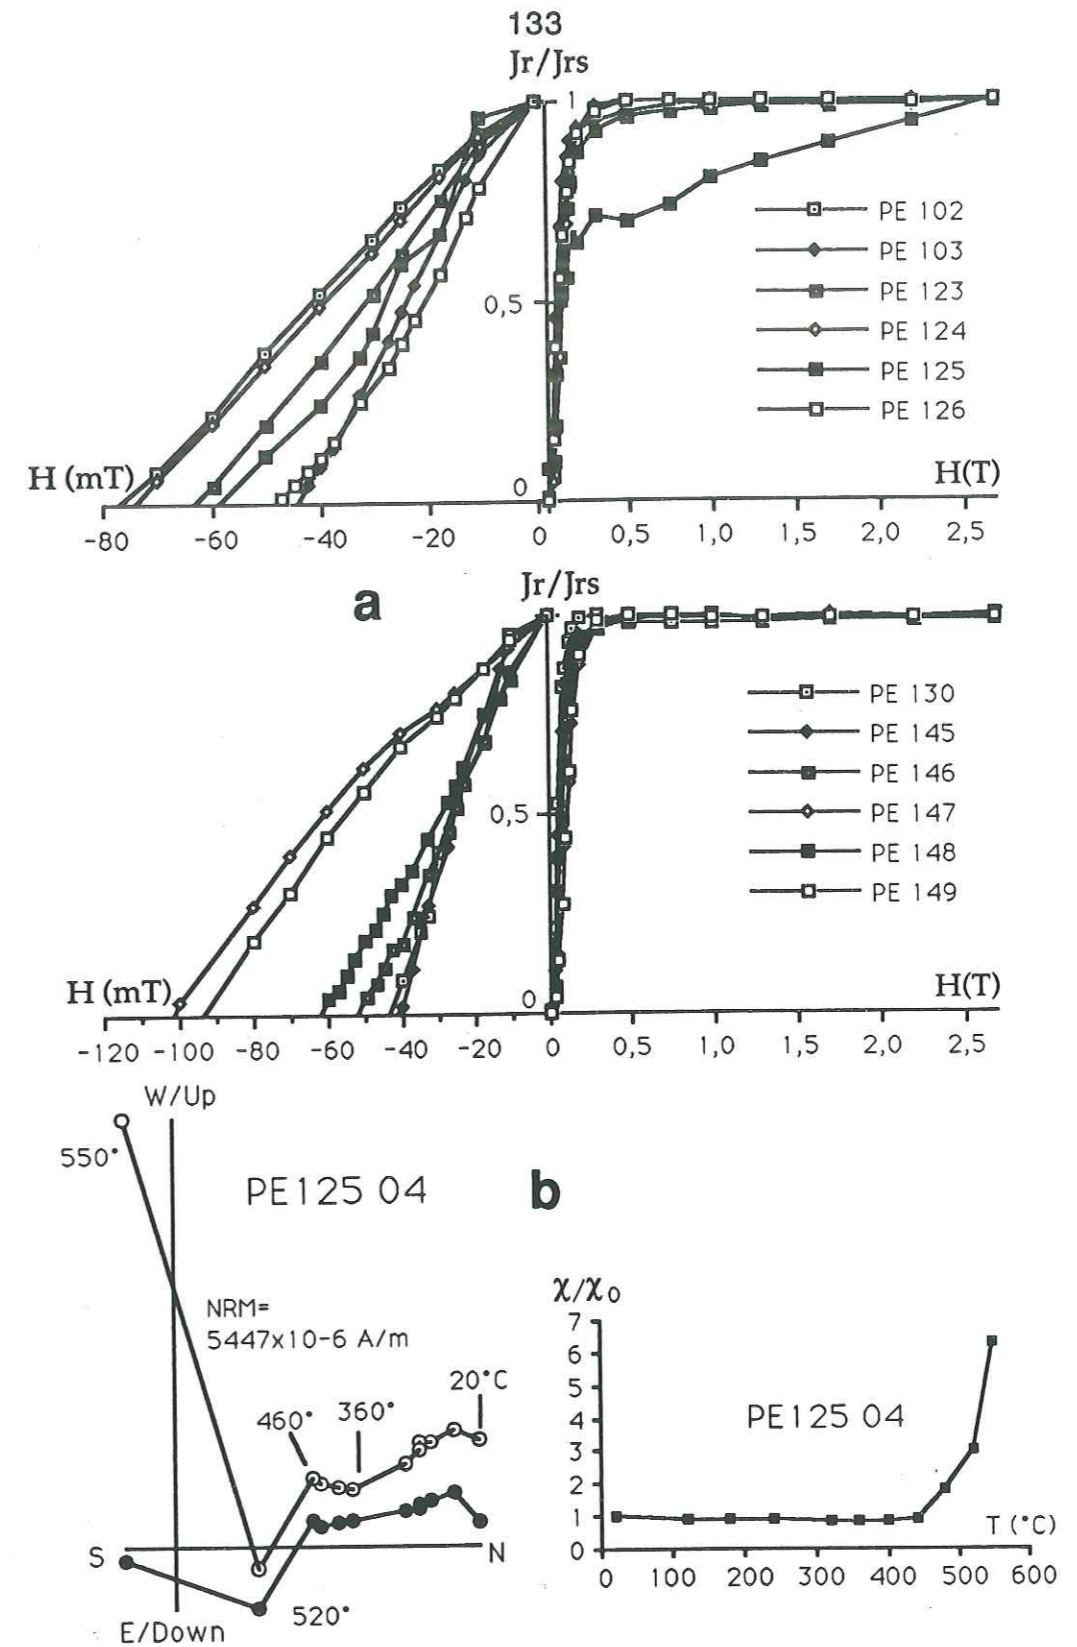 133
Jr/Jrs
1
0,5
0
H (mT)
H(T)
-80 -60 -40 -20 0 0,5 1,0 1,5 2,0 2,5
PE 102
PE 103
PE 123
PE 124
PE 125
PE 126
a
Jr/Jrs
0,5
0
H (mT)
H(T)
-120 -100 -80 -60 -40 -20 0 0,5 1,0 1,5 2,0 2,5
PE 130
PE 145
PE 146
PE 147
PE 148
PE 149
b
W/Up
550°
PE125 04
NRM=
5447x10-6 A/m
460°
360°
20°C
S
N
520°
E/Down
χ/χ0
7
6
5
4
3
2
1
0
PE125 04
T (°C)
0 100 200 300 400 500 600